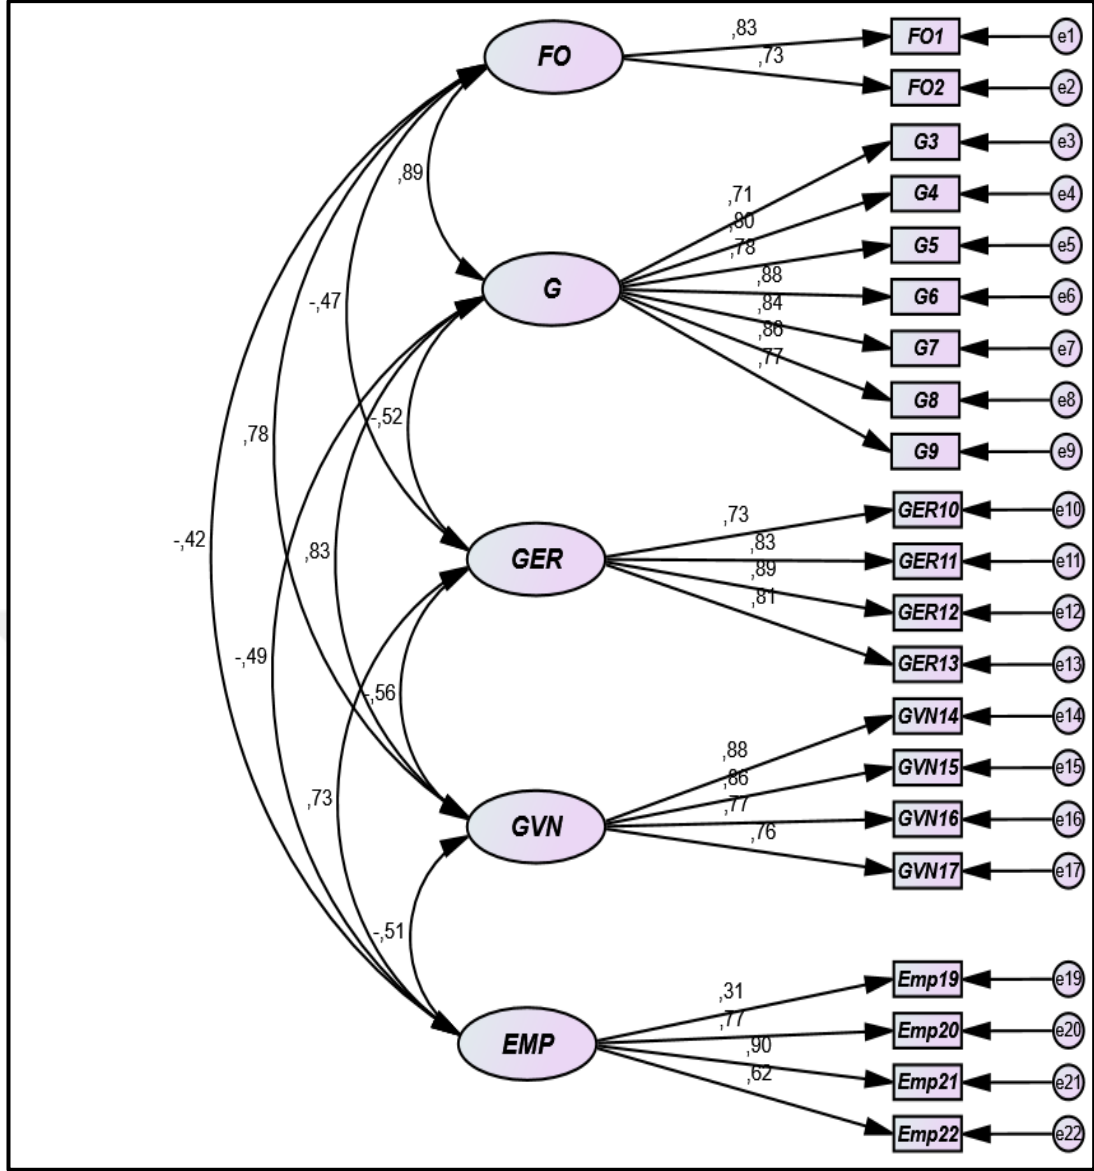 FO
,83
FO1
e1
,73
FO2
e2
,89
G3
e3
,71
G4
e4
,80
,78
G5
e5
G
,88
G6
e6
-,47
,84
G7
e7
,77
G8
e8
-,52
,78
G9
e9
,73
GER10
e10
-,42
,83
,83
GER
GER11
e11
,89
,81
GER12
e12
-,49
GER13
e13
-,56
GVN14
e14
,88
,86
GVN15
e15
,73
,77
GVN
GVN16
e16
,76
GVN17
e17
-,51
,31
Emp19
e19
,77
EMP
Emp20
e20
,90
,62
Emp21
e21
Emp22
e22